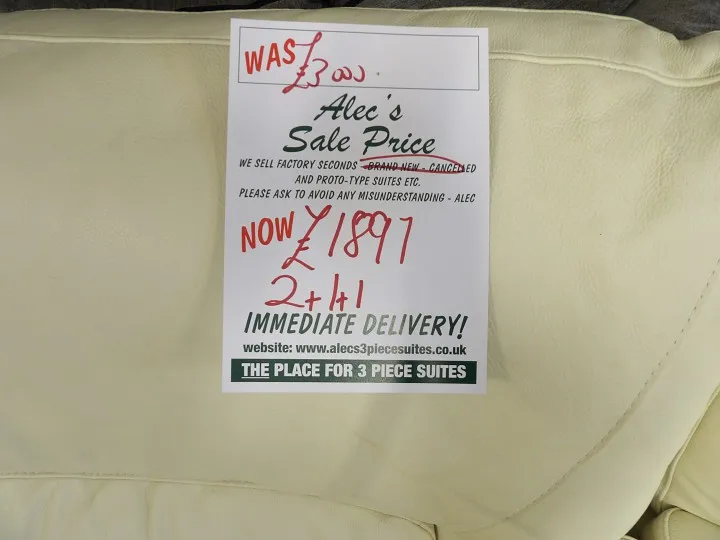 WAS £3000
Alec's
Sale Price
WE SELL FACTORY SECONDS - BRAND NEW - CANCELLED
AND PROTO-TYPE SUITES ETC.
PLEASE ASK TO AVOID ANY MISUNDERSTANDING - ALEC
NOW £1897
2+1+1
IMMEDIATE DELIVERY!
website: www.alecs3piecesuites.co.uk
THE PLACE FOR 3 PIECE SUITES